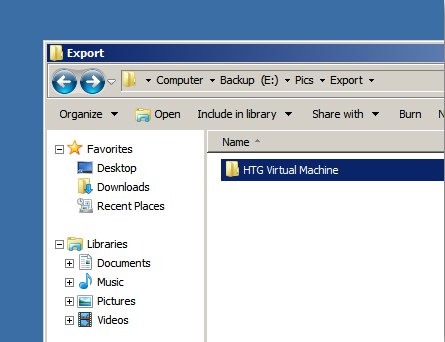 Export
Computer Backup (E:) Pics Export
Organize Open Include in library Share with Burn N
Name
Favorites
HTG Virtual Machine
Desktop
Downloads
Recent Places
Libraries
Documents
Music
Pictures
Videos